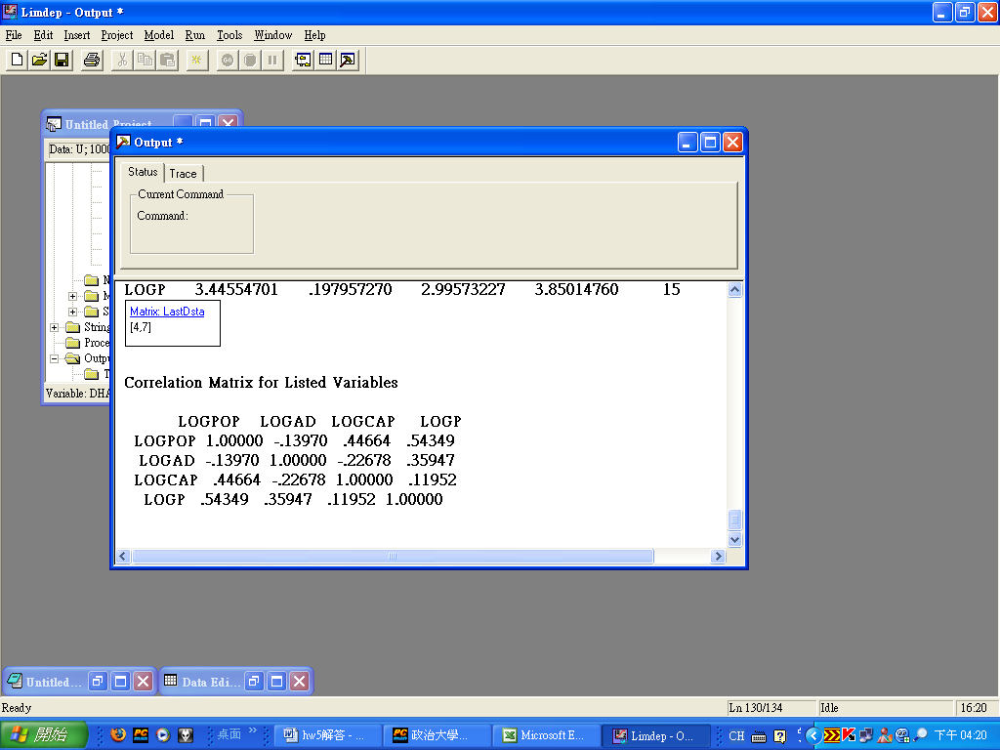 Limdep - Output *
File Edit Insert Project Model Run Tools Window Help
Untitled Project
Data: U; 1000
Output *
Status Trace
Current Command
Command:
LOGP 3.44554701 .197957270 2.99573227 3.85014760 15
Matrix: LastDsta
[4,7]
N
M
S
String
Proce
Outpu
T
Variable: DHA
Correlation Matrix for Listed Variables
LOGPOP LOGAD LOGCAP LOGP
LOGPOP 1.00000 -.13970 .44664 .54349
LOGAD -.13970 1.00000 -.22678 .35947
LOGCAP .44664 -.22678 1.00000 .11952
LOGP .54349 .35947 .11952 1.00000
Untitled... Data Edi...
Ready Ln 130/134 Idle 16:20
開始 桌面 » hw5解答 - ... 政治大學... Microsoft E... Limdep - O... CH 下午 04:20